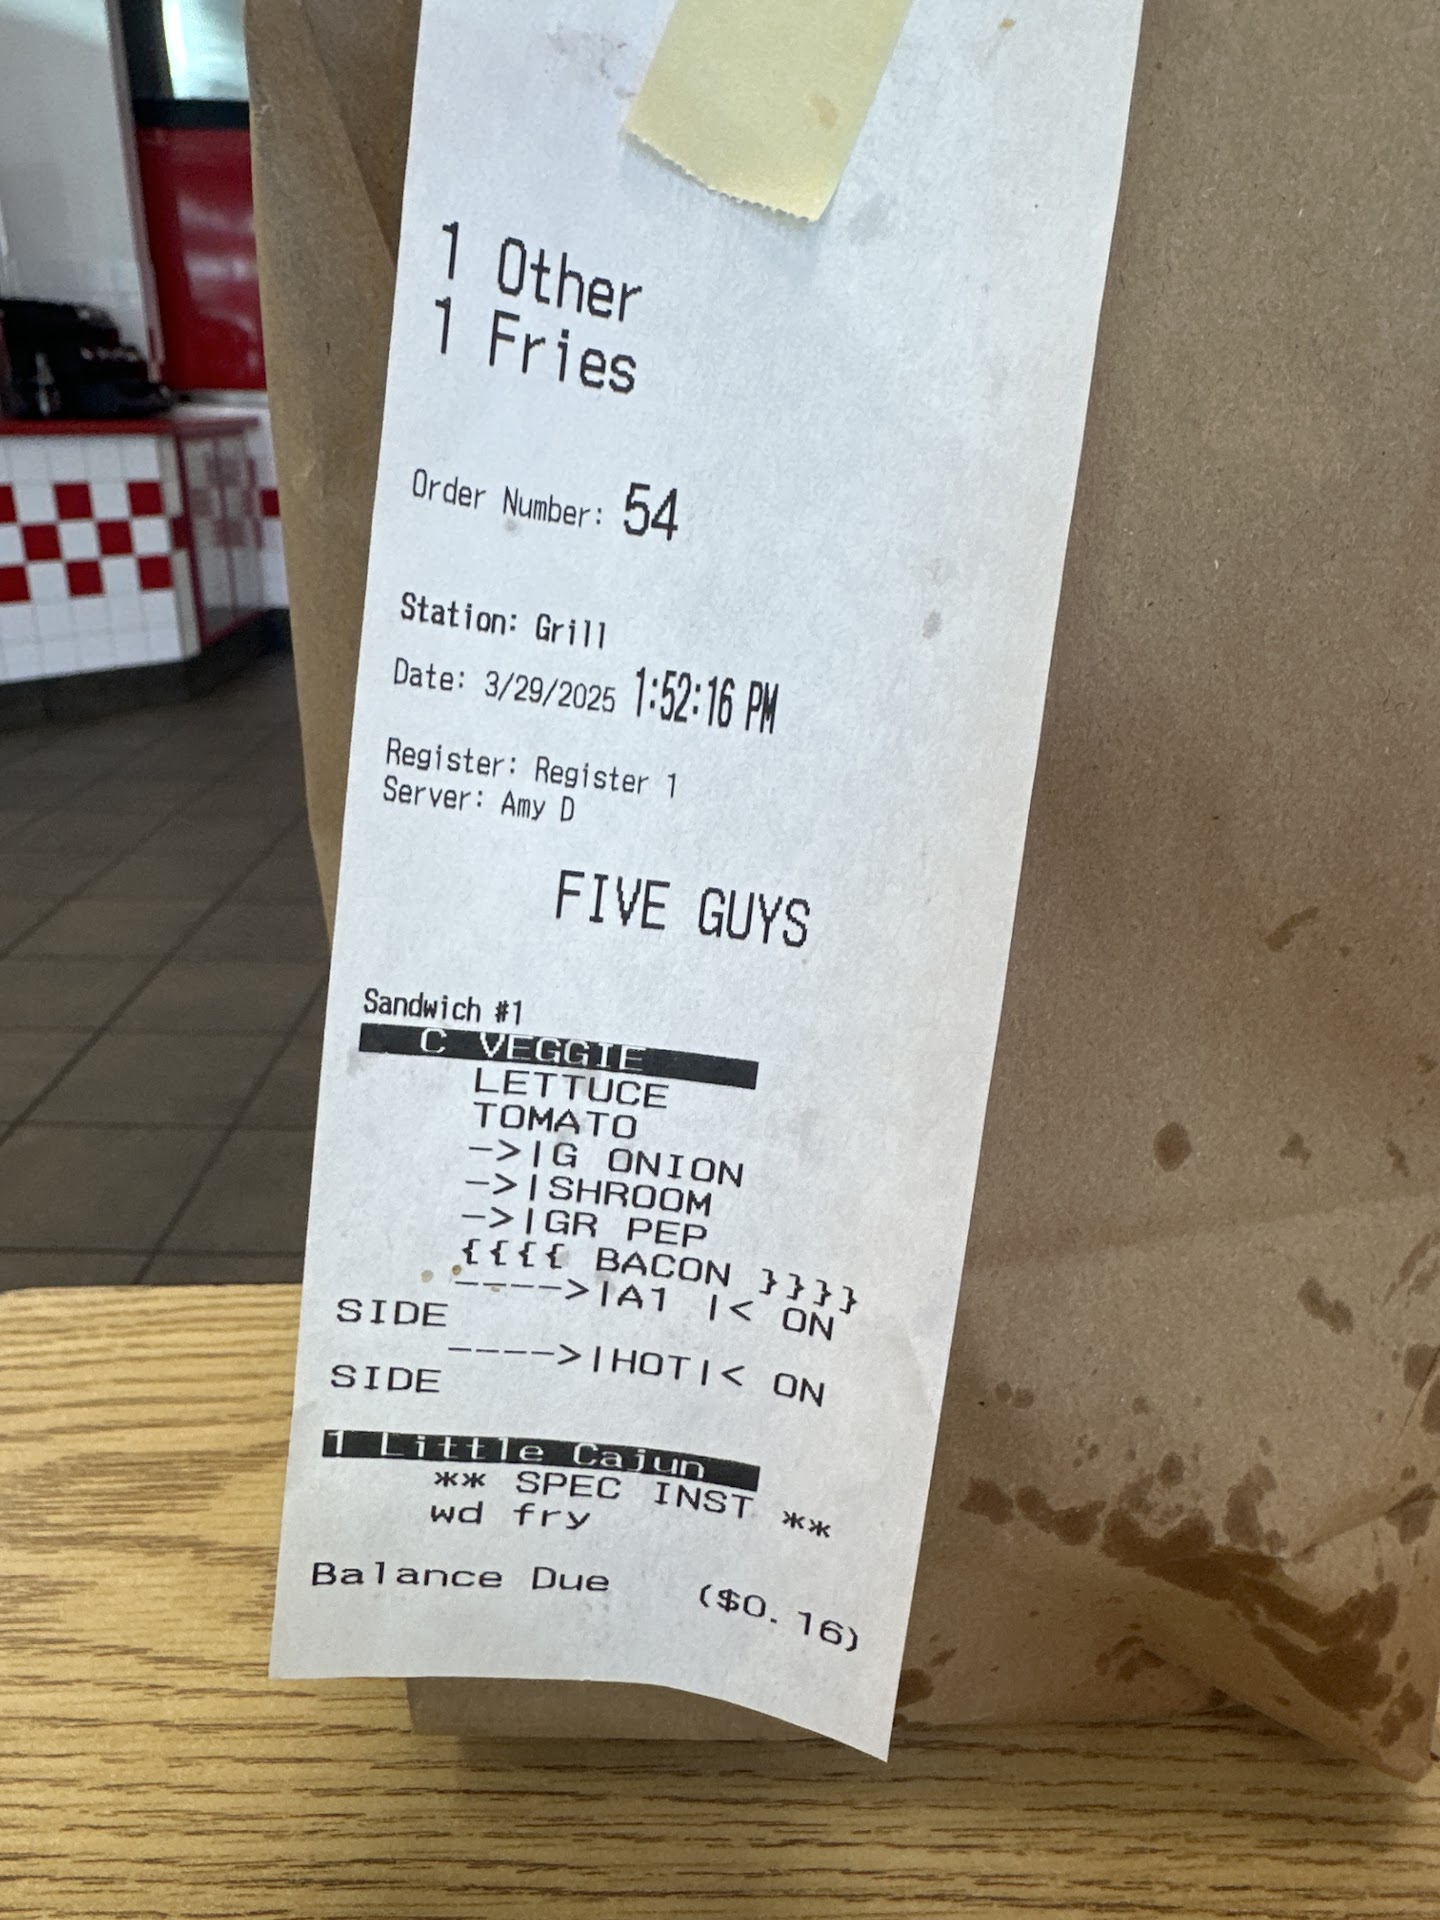 1 Other
1 Fries
Order Number: 54
Station: Grill
Date: 3/29/2025 1:52:16 PM
Register: Register 1
Server: Amy D
FIVE GUYS
Sandwich #1
C VEGGIE
LETTUCE
TOMATO
->|G ONION
->|SHROOM
->|GR PEP
{{{{ BACON }}}}
---->|A1 |< ON
SIDE
---->|HOT|< ON
SIDE
1 Little Cajun
** SPEC INST **
wd fry
Balance Due ($0.16)